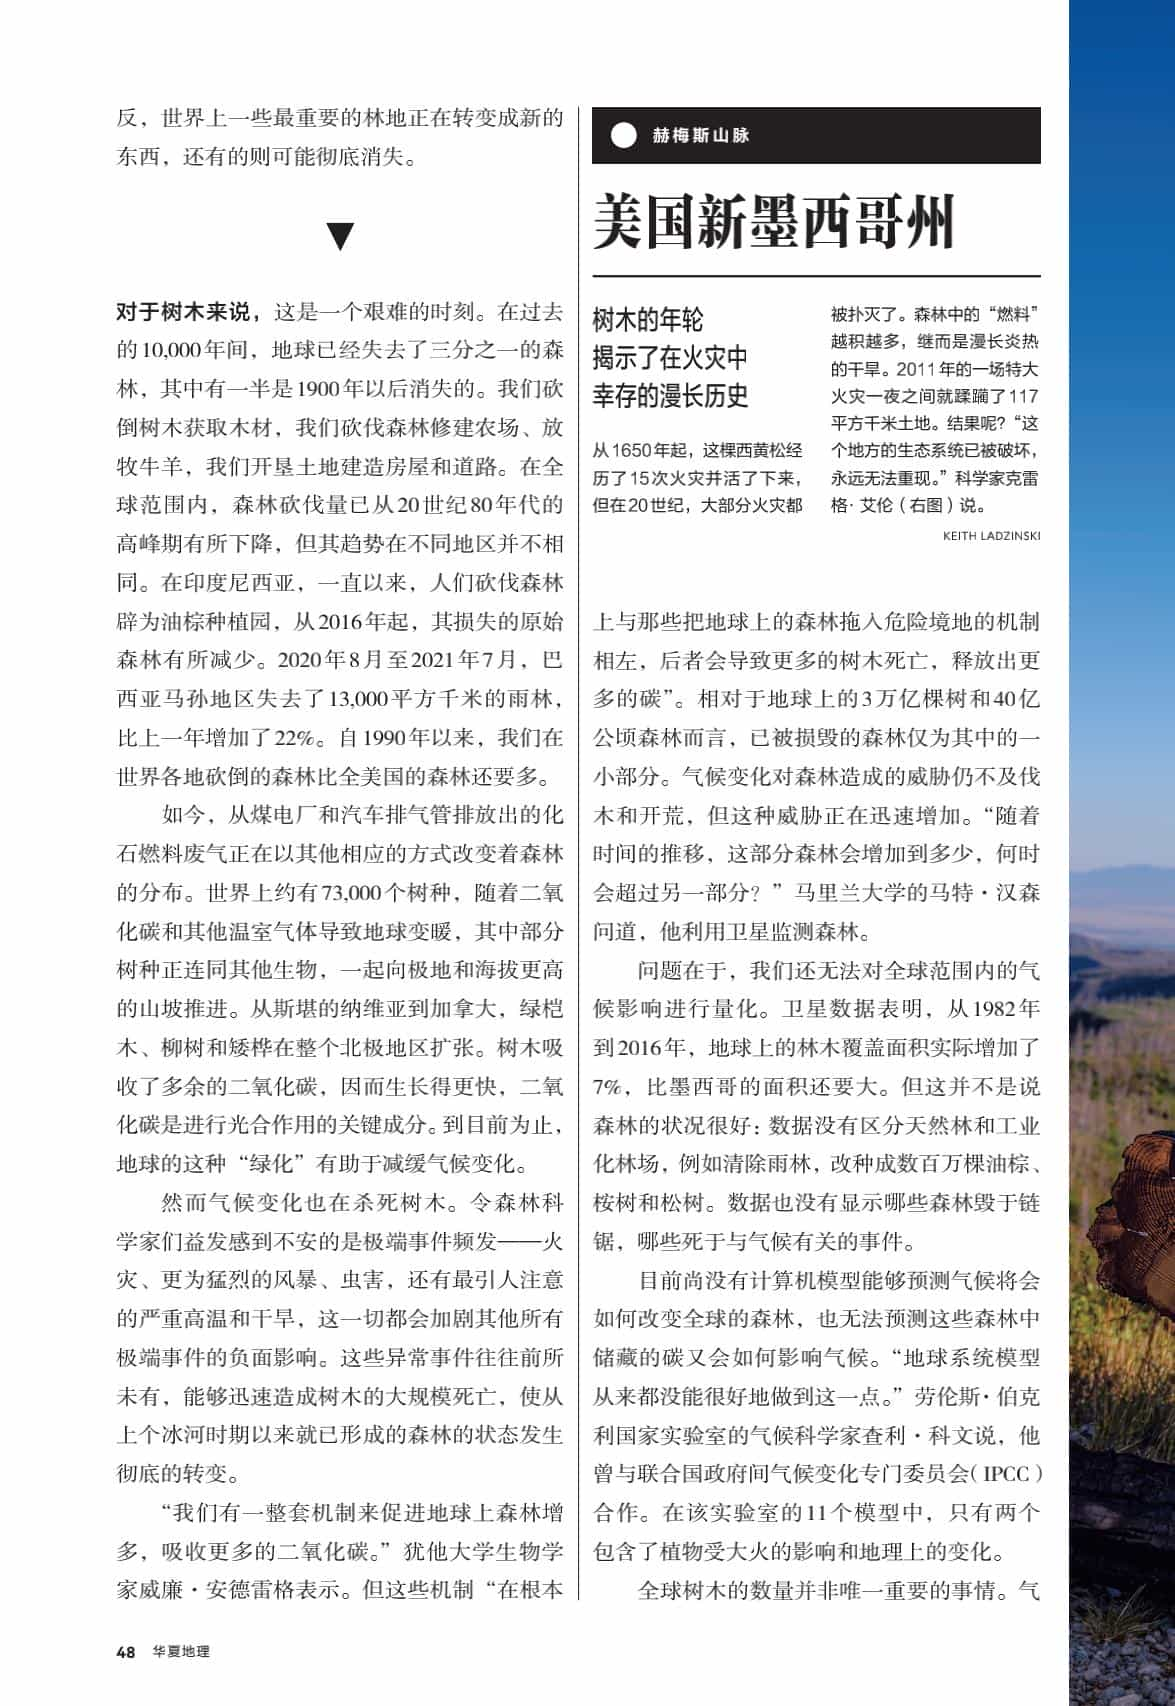 反，世界上一些最重要的林地正在转变成新的
东西，还有的则可能彻底消失。
对于树木来说，这是一个艰难的时刻。在过去
的10,000年间，地球已经失去了三分之一的森
林，其中有一半是1900年以后消失的。我们砍
倒树木获取木材，我们砍伐森林修建农场、放
牧牛羊，我们开垦土地建造房屋和道路。在全
球范围内，森林砍伐量已从20世纪80年代的
高峰期有所下降，但其趋势在不同地区并不相
同。在印度尼西亚，一直以来，人们砍伐森林
辟为油棕种植园，从2016年起，其损失的原始
森林有所减少。2020年8月至2021年7月，巴
西亚马孙地区失去了13,000平方千米的雨林，
比上一年增加了22%。自1990年以来，我们在
世界各地砍倒的森林比全美国的森林还要多。
如今，从煤电厂和汽车排气管排放出的化
石燃料废气正在以其他相应的方式改变着森林
的分布。世界上约有73,000个树种，随着二氧
化碳和其他温室气体导致地球变暖，其中部分
树种正连同其他生物，一起向极地和海拔更高
的山坡推进。从斯堪的纳维亚到加拿大，绿桤
木、柳树和矮桦在整个北极地区扩张。树木吸
收了多余的二氧化碳，因而生长得更快，二氧
化碳是进行光合作用的关键成分。到目前为止，
地球的这种“绿化”有助于减缓气候变化。
然而气候变化也在杀死树木。令森林科
学家们益发感到不安的是极端事件频发——火
灾、更为猛烈的风暴、虫害，还有最引人注意
的严重高温和干旱，这一切都会加剧其他所有
极端事件的负面影响。这些异常事件往往前所
未有，能够迅速造成树木的大规模死亡，使从
上个冰河时期以来就已形成的森林的状态发生
彻底的转变。
“我们有一整套机制来促进地球上森林增
多，吸收更多的二氧化碳。”犹他大学生物学
家威廉·安德雷格表示。但这些机制“在根本
赫梅斯山脉
美国新墨西哥州
树木的年轮
揭示了在火灾中
幸存的漫长历史
从1650年起，这棵西黄松经
历了15次火灾并活了下来，
但在20世纪，大部分火灾都
被扑灭了。森林中的“燃料”
越积越多，继而是漫长炎热
的干旱。2011年的一场特大
火灾一夜之间就蹂躏了117
平方千米土地。结果呢？“这
个地方的生态系统已被破坏，
永远无法重现。”科学家克雷
格·艾伦（右图）说。
KEITH LADZINSKI
上与那些把地球上的森林拖入危险境地的机制
相左，后者会导致更多的树木死亡，释放出更
多的碳”。相对于地球上的3万亿棵树和40亿
公顷森林而言，已被损毁的森林仅为其中的一
小部分。气候变化对森林造成的威胁仍不及伐
木和开荒，但这种威胁正在迅速增加。“随着
时间的推移，这部分森林会增加到多少，何时
会超过另一部分？”马里兰大学的马特·汉森
问道，他利用卫星监测森林。
问题在于，我们还无法对全球范围内的气
候影响进行量化。卫星数据表明，从1982年
到2016年，地球上的林木覆盖面积实际增加了
7%，比墨西哥的面积还要大。但这并不是说
森林的状况很好：数据没有区分天然林和工业
化林场，例如清除雨林，改种成数百万棵油棕、
桉树和松树。数据也没有显示哪些森林毁于链
锯，哪些死于与气候有关的事件。
目前尚没有计算机模型能够预测气候将会
如何改变全球的森林，也无法预测这些森林中
储藏的碳又会如何影响气候。“地球系统模型
从来都没能很好地做到这一点。”劳伦斯·伯克
利国家实验室的气候科学家查利·科文说，他
曾与联合国政府间气候变化专门委员会（IPCC）
合作。在该实验室的11个模型中，只有两个
包含了植物受大火的影响和地理上的变化。
全球树木的数量并非唯一重要的事情。气
48 华夏地理